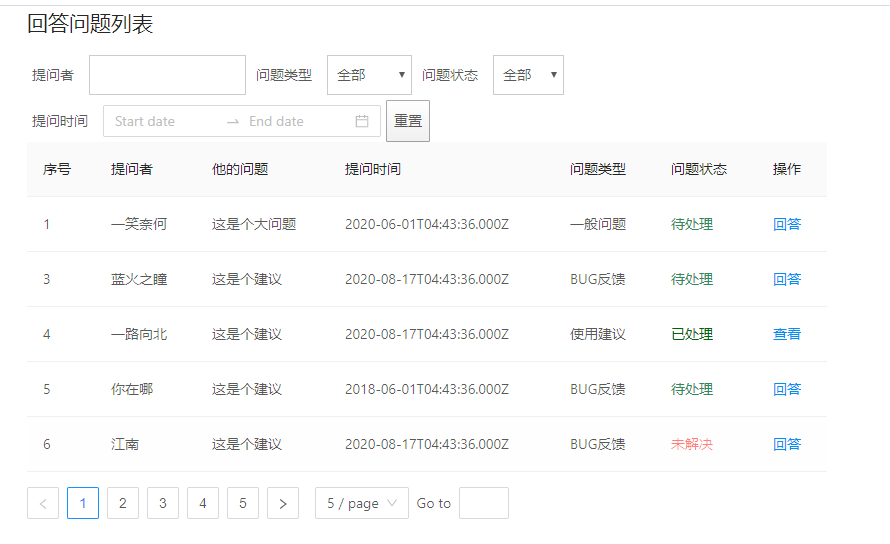 回答问题列表
提问者 问题类型 全部 问题状态 全部
提问时间 Start date End date 重置
序号 提问者 他的问题 提问时间 问题类型 问题状态 操作
1 一笑奈何 这是个大问题 2020-06-01T04:43:36.000Z 一般问题 待处理 回答
3 蓝火之瞳 这是个建议 2020-08-17T04:43:36.000Z BUG反馈 待处理 回答
4 一路向北 这是个建议 2020-08-17T04:43:36.000Z 使用建议 已处理 查看
5 你在哪 这是个建议 2018-06-01T04:43:36.000Z BUG反馈 待处理 回答
6 江南 这是个建议 2020-08-17T04:43:36.000Z BUG反馈 未解决 回答
< 1 2 3 4 5 > 5 / page Go to